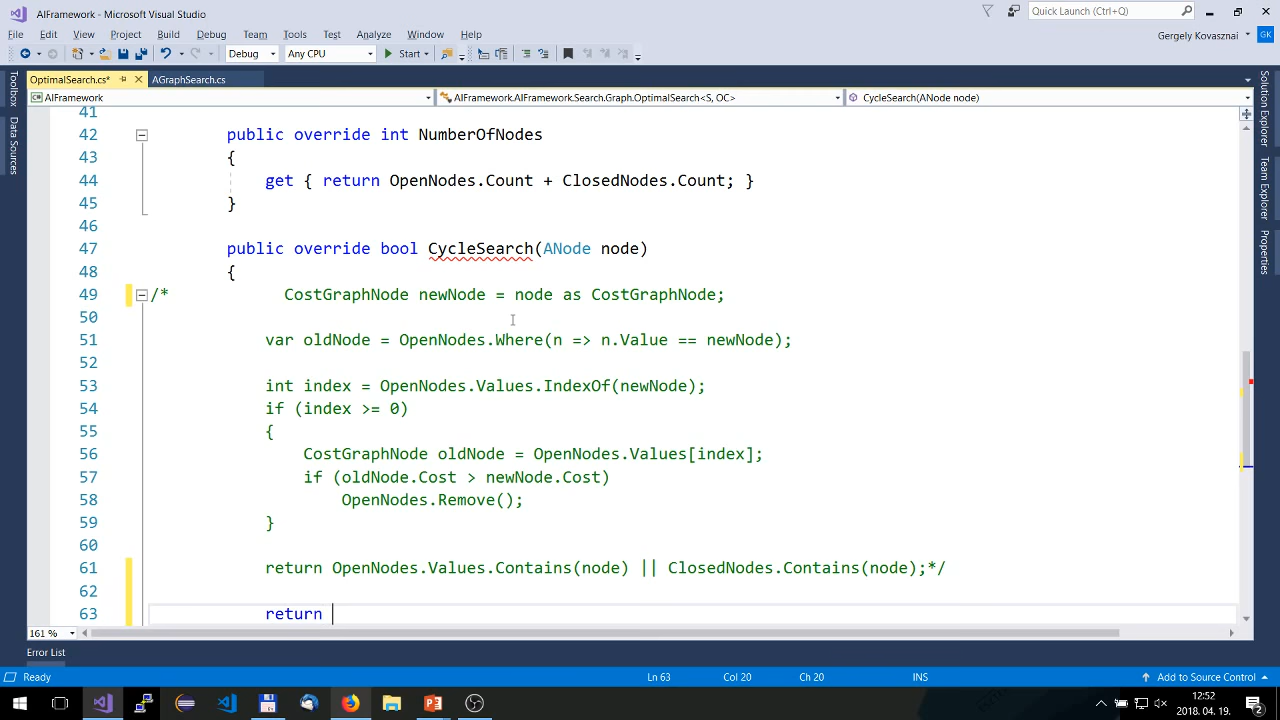 AIFramework - Microsoft Visual Studio
Quick Launch (Ctrl+Q)
File Edit View Project Build Debug Team Tools Test Analyze Window Help
Gergely Kovasznai GK
Debug Any CPU Start
OptimalSearch.cs* AGraphSearch.cs
AIFramework AIFramework.AIFramework.Search.Graph.OptimalSearch<S, OC> CycleSearch(ANode node)
Toolbox
Data Sources
Solution Explorer
Team Explorer
Properties
41
42 public override int NumberOfNodes
43 {
44 get { return OpenNodes.Count + ClosedNodes.Count; }
45 }
46
47 public override bool CycleSearch(ANode node)
48 {
49 /* CostGraphNode newNode = node as CostGraphNode;
50
51 var oldNode = OpenNodes.Where(n => n.Value == newNode);
52
53 int index = OpenNodes.Values.IndexOf(newNode);
54 if (index >= 0)
55 {
56 CostGraphNode oldNode = OpenNodes.Values[index];
57 if (oldNode.Cost > newNode.Cost)
58 OpenNodes.Remove();
59 }
60
61 return OpenNodes.Values.Contains(node) || ClosedNodes.Contains(node);*/
62
63 return
161 %
Error List
Ready Ln 63 Col 20 Ch 20 INS Add to Source Control
12:52
2018. 04. 19.
2